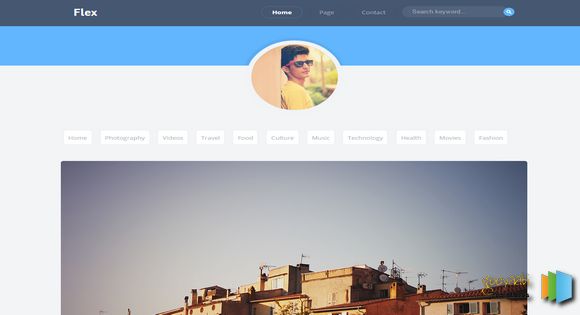 Flex
Home Page Contact Search keyword...
Home Photography Videos Travel Food Culture Music Technology Health Movies Fashion